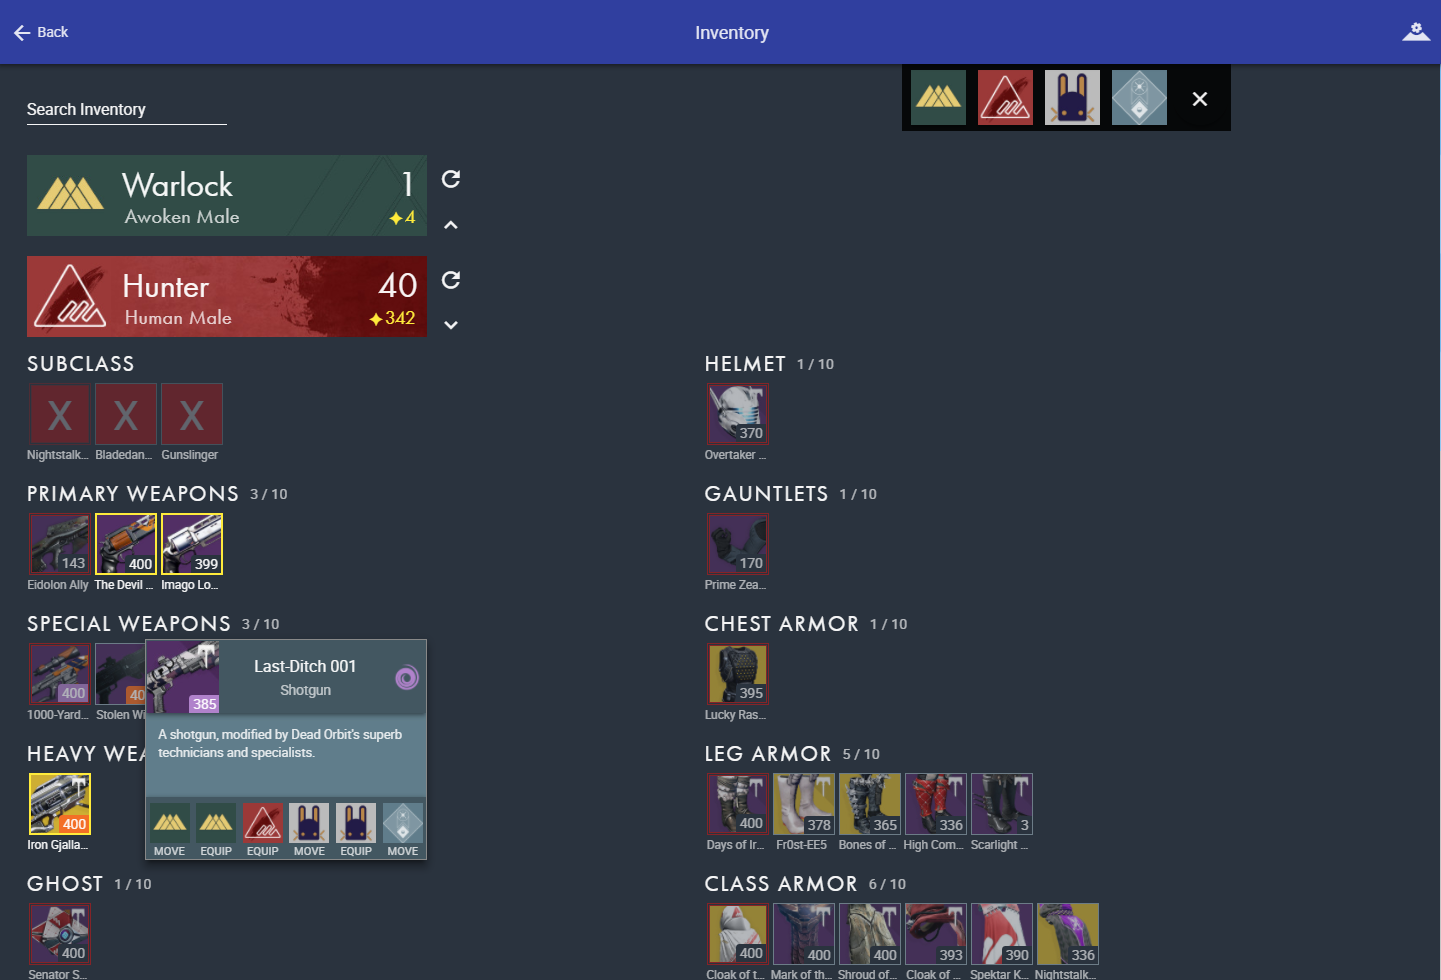 Back
Inventory
Search Inventory
Warlock 1
Awoken Male 4
Hunter 40
Human Male 342
SUBCLASS
X X X
Nightstalk... Bladedan... Gunslinger
HELMET 1 / 10
370
Overtaker ...
PRIMARY WEAPONS 3 / 10
143 400 399
Eidolon Ally The Devil ... Imago Lo...
GAUNTLETS 1 / 10
170
Prime Zea...
SPECIAL WEAPONS 3 / 10
400 40
1000-Yard... Stolen Wi
CHEST ARMOR 1 / 10
395
Lucky Ras...
Last-Ditch 001
Shotgun
385
A shotgun, modified by Dead Orbit's superb
technicians and specialists.
MOVE EQUIP EQUIP MOVE EQUIP MOVE
HEAVY WEA
400
Iron Gjalla...
LEG ARMOR 5 / 10
400 378 365 336 3
Days of Ir... Fr0st-EE5 Bones of ... High Com... Scarlight ...
GHOST 1 / 10
400
Senator S...
CLASS ARMOR 6 / 10
400 400 400 393 390 336
Cloak of t... Mark of th... Shroud of... Cloak of ... Spektar K... Nightstalk...